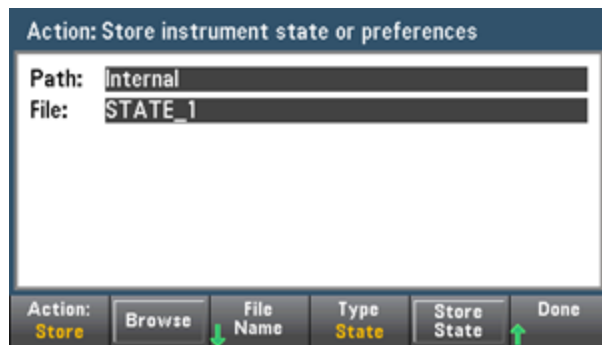 Action: Store instrument state or preferences
Path: Internal
File: STATE_1
Action: Store
Browse
File Name
Type State
Store State
Done